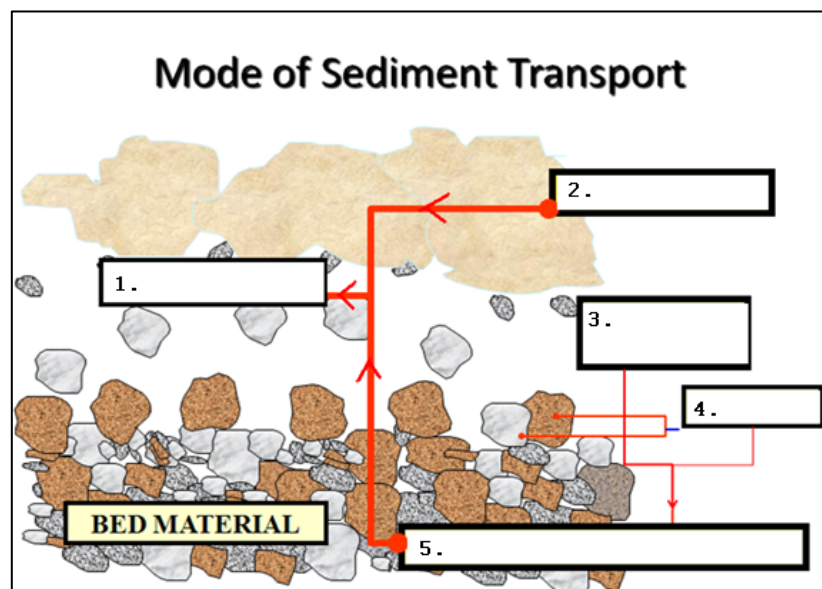 Mode of Sediment Transport
2.
1.
3.
4.
BED MATERIAL
5.